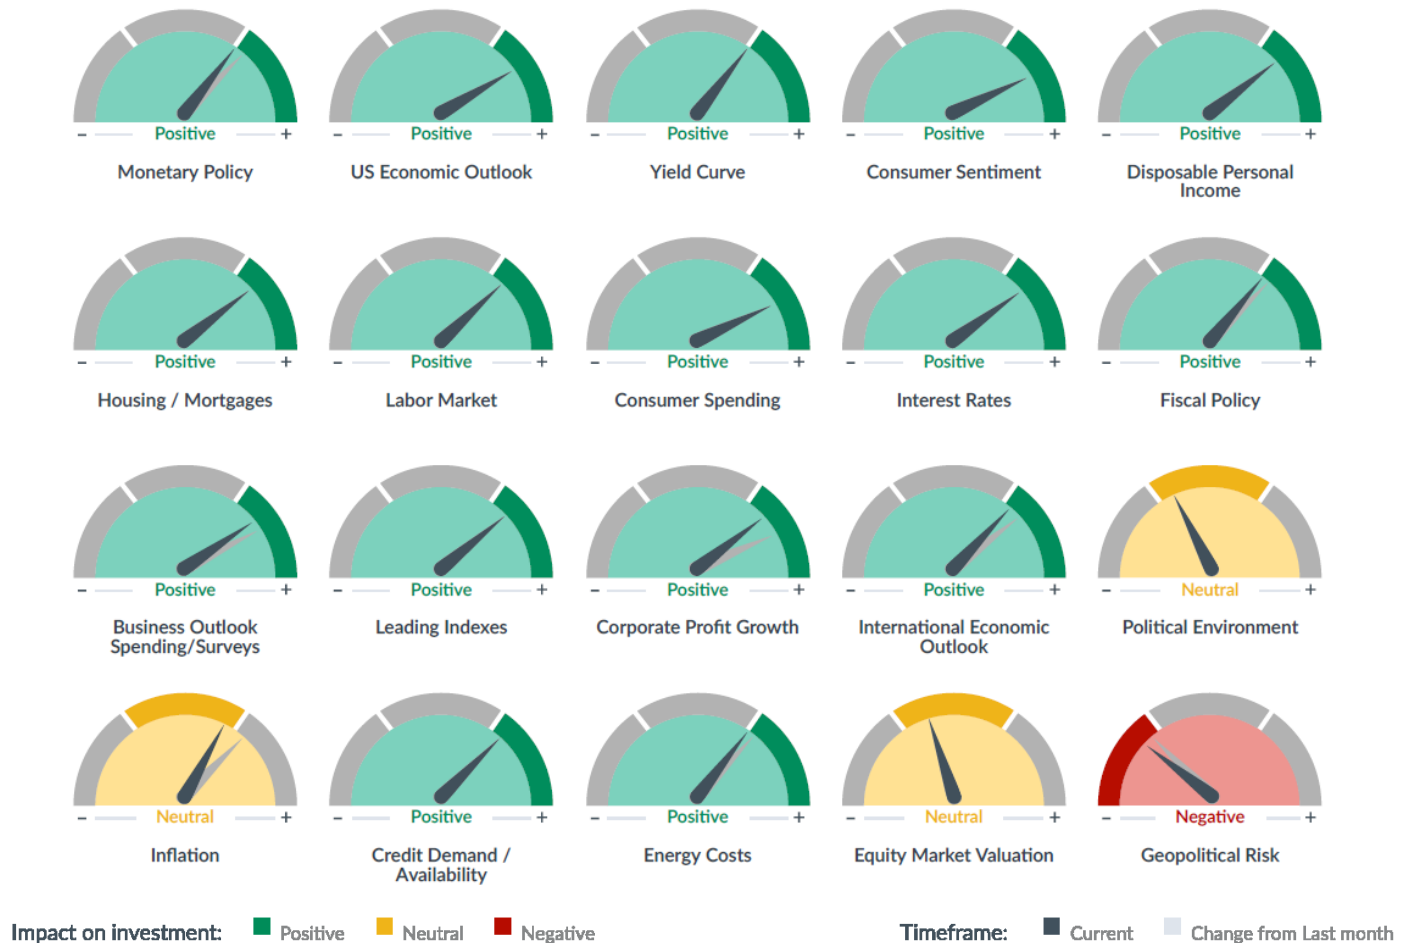 Positive Positive Positive Positive Positive
- + - + - + - + - +
Monetary Policy US Economic Outlook Yield Curve Consumer Sentiment Disposable Personal
Income
Positive Positive Positive Positive Positive
- + - + - + - + - +
Housing / Mortgages Labor Market Consumer Spending Interest Rates Fiscal Policy
Positive Positive Positive Positive Neutral
- + - + - + - + - +
Business Outlook Leading Indexes Corporate Profit Growth International Economic Political Environment
Spending/Surveys Outlook
Neutral Positive Positive Neutral Negative
- + - + - + - + - +
Inflation Credit Demand / Energy Costs Equity Market Valuation Geopolitical Risk
Availability
Impact on investment: Positive Neutral Negative Timeframe: Current Change from Last month